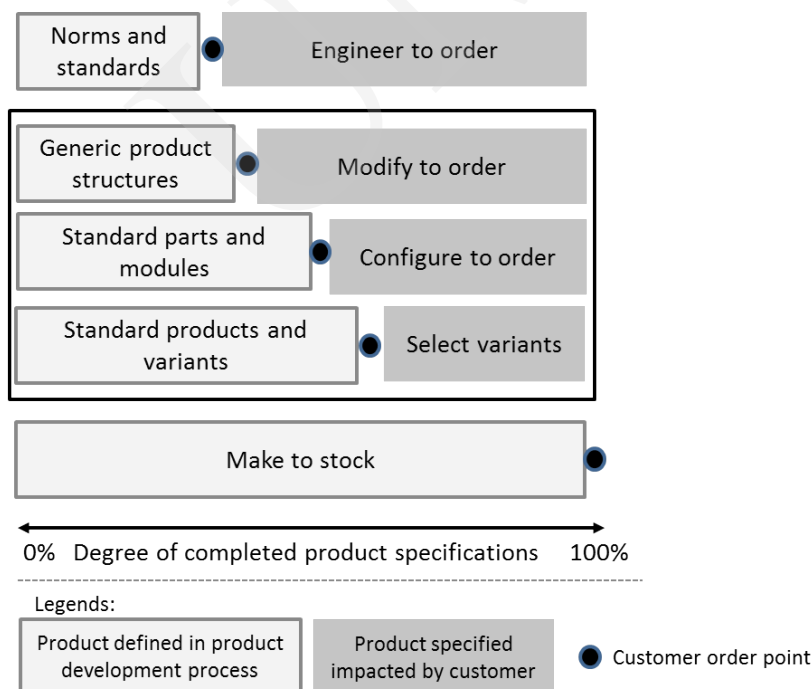 Norms and
standards
Engineer to order
Generic product
structures
Modify to order
Standard parts and
modules
Configure to order
Standard products and
variants
Select variants
Make to stock
0% Degree of completed product specifications 100%
Legends:
Product defined in product
development process
Product specified
impacted by customer
Customer order point